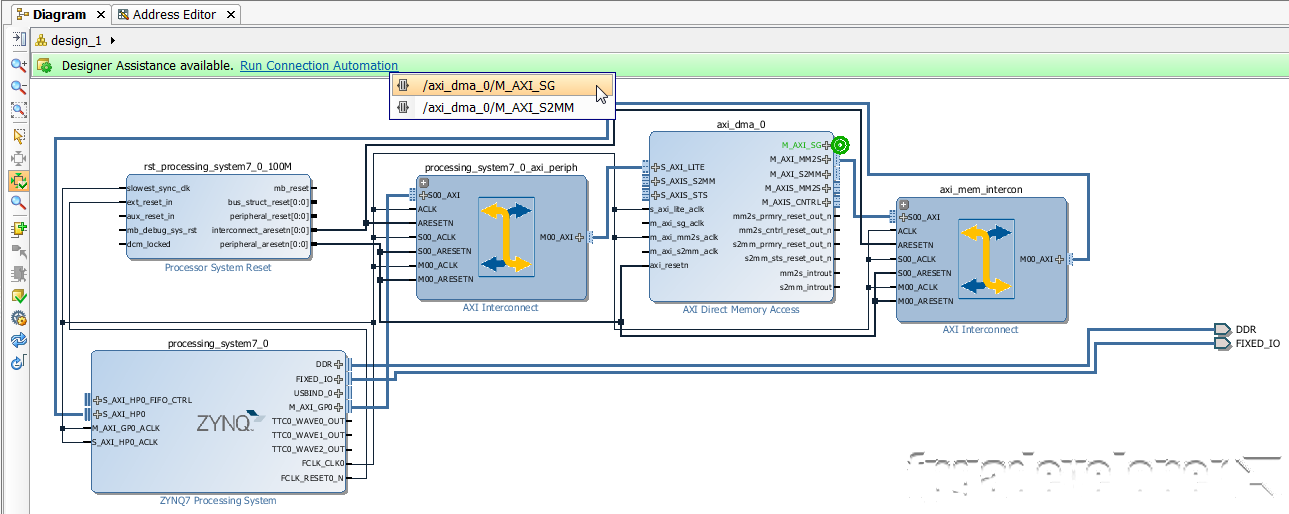 Diagram × Address Editor ×
design_1
Designer Assistance available. Run Connection Automation
/axi_dma_0/M_AXI_SG
/axi_dma_0/M_AXI_S2MM
rst_processing_system7_0_100M
slowest_sync_clk
ext_reset_in
aux_reset_in
mb_debug_sys_rst
dcm_locked
mb_reset
bus_struct_reset[0:0]
peripheral_reset[0:0]
interconnect_aresetn[0:0]
peripheral_aresetn[0:0]
Processor System Reset
processing_system7_0_axi_periph
S00_AXI
ACLK
ARESETN
S00_ACLK
S00_ARESETN
M00_ACLK
M00_ARESETN
M00_AXI
AXI Interconnect
axi_dma_0
S_AXI_LITE
S_AXIS_S2MM
S_AXIS_STS
s_axi_lite_aclk
m_axi_sg_aclk
m_axi_mm2s_aclk
m_axi_s2mm_aclk
axi_resetn
M_AXI_SG
M_AXI_MM2S
M_AXI_S2MM
M_AXIS_MM2S
M_AXIS_CNTRL
mm2s_prmry_reset_out_n
mm2s_cntrl_reset_out_n
s2mm_prmry_reset_out_n
s2mm_sts_reset_out_n
mm2s_introut
s2mm_introut
AXI Direct Memory Access
axi_mem_intercon
S00_AXI
ACLK
ARESETN
S00_ACLK
S00_ARESETN
M00_ACLK
M00_ARESETN
M00_AXI
AXI Interconnect
DDR
FIXED_IO
processing_system7_0
S_AXI_HP0_FIFO_CTRL
S_AXI_HP0
M_AXI_GP0_ACLK
S_AXI_HP0_ACLK
ZYNQ
DDR
FIXED_IO
USBIND_0
M_AXI_GP0
TTC0_WAVE0_OUT
TTC0_WAVE1_OUT
TTC0_WAVE2_OUT
FCLK_CLK0
FCLK_RESET0_N
ZYNQ7 Processing System
fpgadeveloper